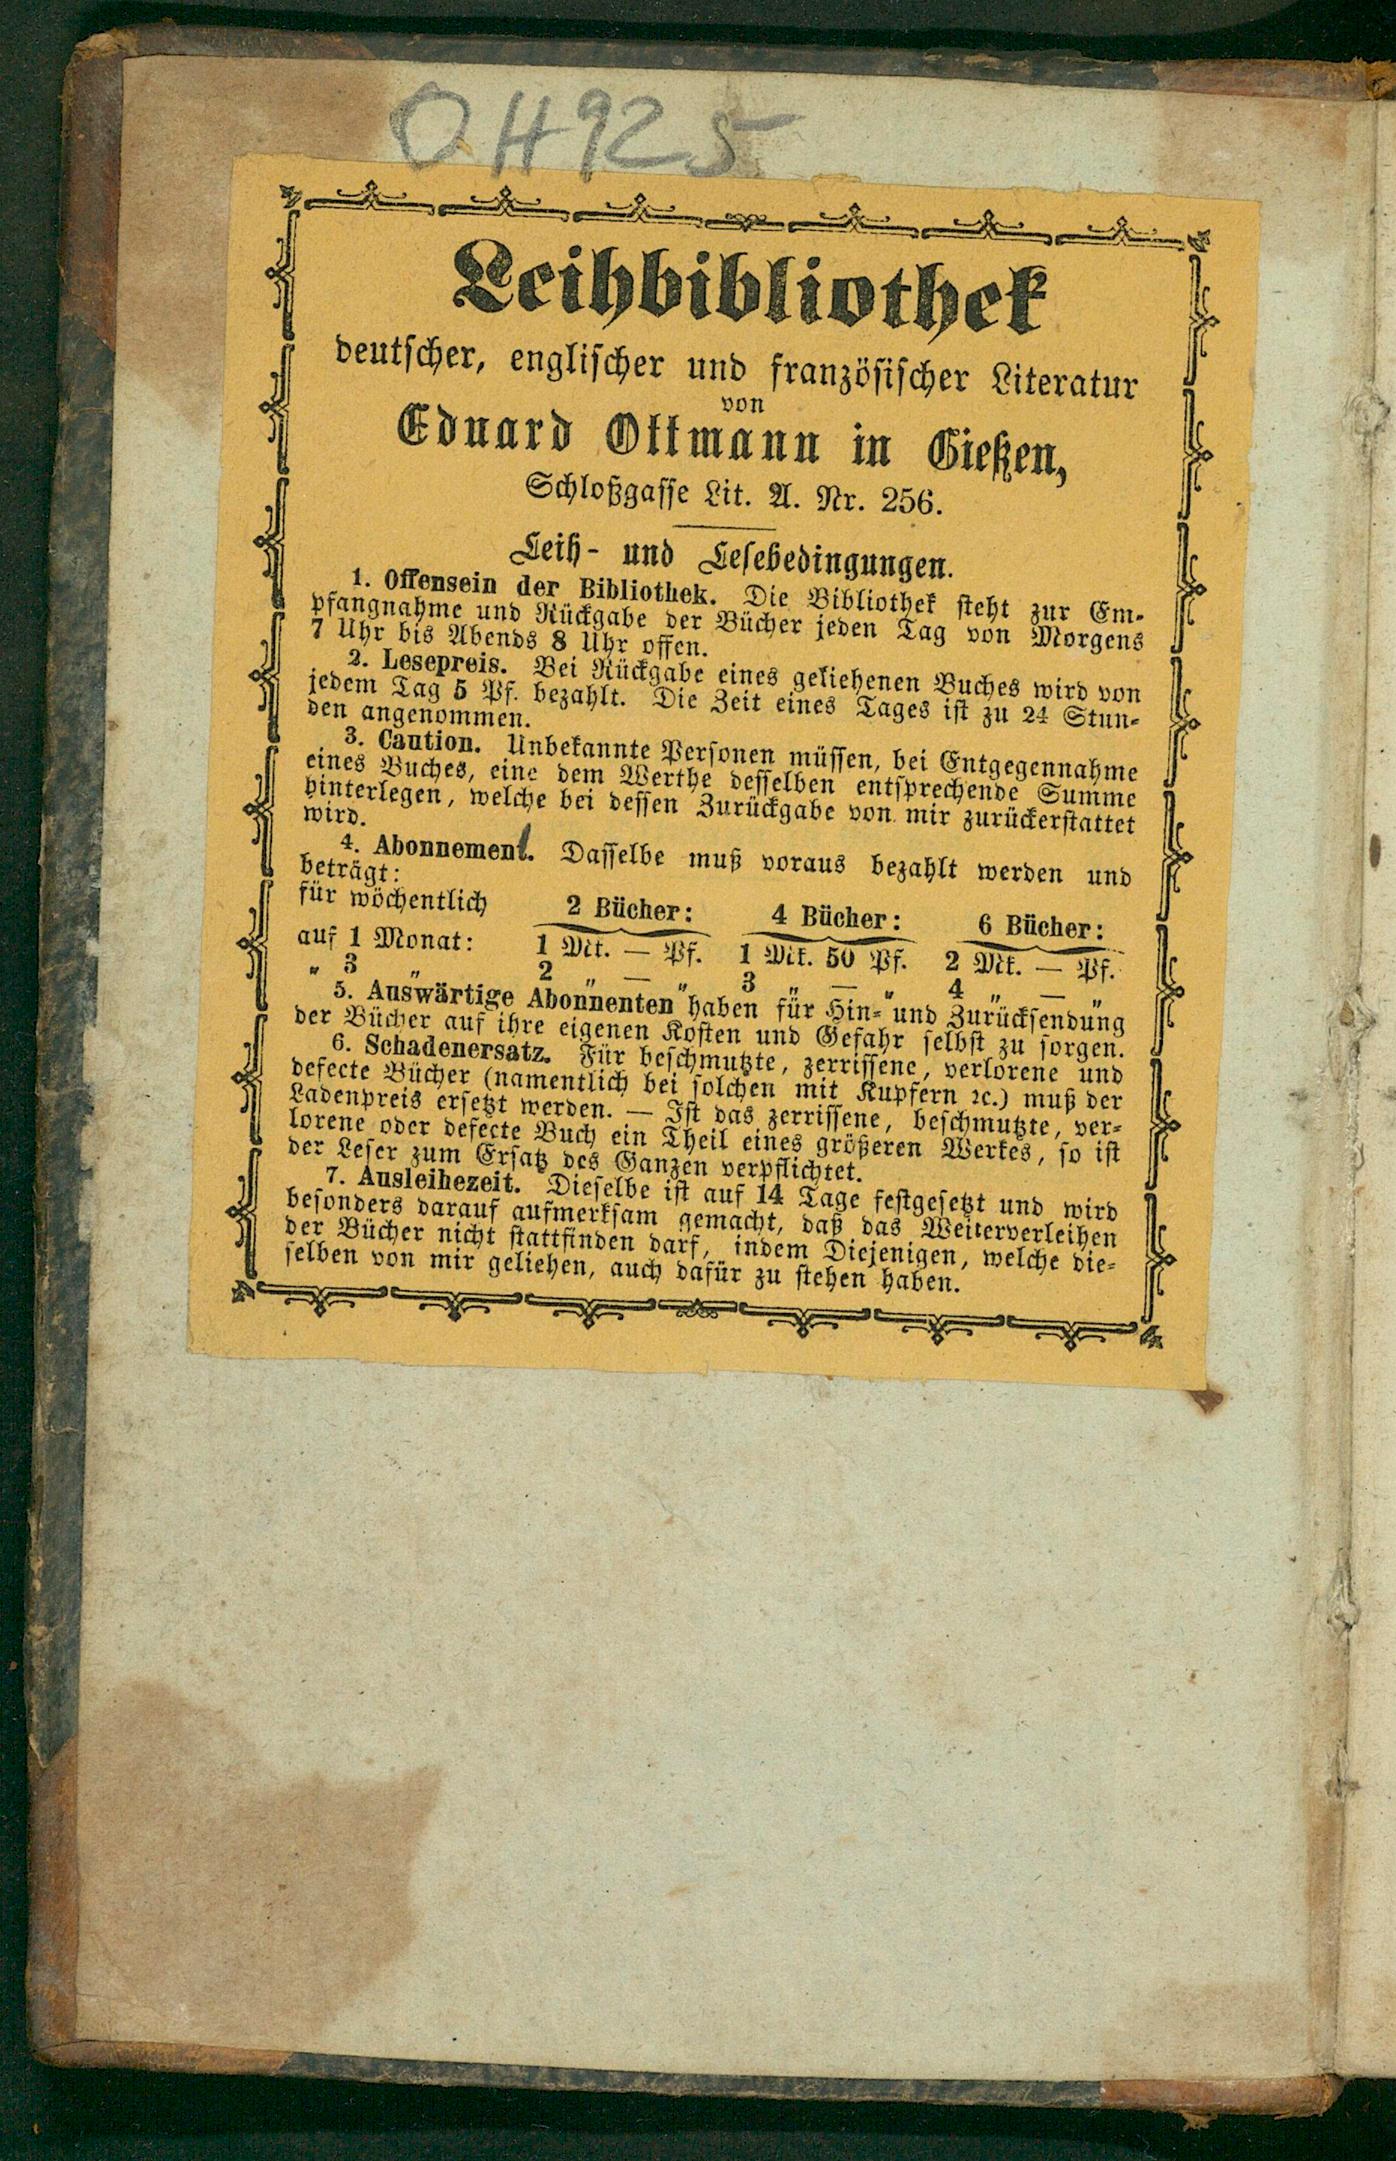 OH925
Leihbibliothek
deutscher, englischer und französischer Literatur
von
Eduard Ottmann in Gießen,
Schloßgasse Lit. A. Nr. 256.
Leih- und Lesebedingungen.
1. Offensein der Bibliothek. Die Bibliothek steht zur Em-
pfangnahme und Rückgabe der Bücher jeden Tag von Morgens
7 Uhr bis Abends 8 Uhr offen.
2. Lesepreis. Bei Rückgabe eines geliehenen Buches wird von
jedem Tag 5 Pf. bezahlt. Die Zeit eines Tages ist zu 24 Stun-
den angenommen.
3. Caution. Unbekannte Personen müssen, bei Entgegennahme
eines Buches, eine dem Werthe desselben entsprechende Summe
hinterlegen, welche bei dessen Zurückgabe von mir zurückerstattet
wird.
4. Abonnement. Dasselbe muß voraus bezahlt werden und
beträgt:
für wöchentlich 2 Bücher: 4 Bücher: 6 Bücher:
auf 1 Monat: 1 Mk. — Pf. 1 Mk. 50 Pf. 2 Mk. — Pf.
„ 3 „ 2 „ — „ 3 „ — „ 4 „ — „
5. Auswärtige Abonnenten haben für Hin- und Zurücksendung
der Bücher auf ihre eigenen Kosten und Gefahr selbst zu sorgen.
6. Schadenersatz. Für beschmutzte, zerrissene, verlorene und
defecte Bücher (namentlich bei solchen mit Kupfern ꝛc.) muß der
Ladenpreis ersetzt werden. — Ist das zerrissene, beschmutzte, ver-
lorene oder defecte Buch ein Theil eines größeren Werkes, so ist
der Leser zum Ersatz des Ganzen verpflichtet.
7. Ausleihezeit. Dieselbe ist auf 14 Tage festgesetzt und wird
besonders darauf aufmerksam gemacht, daß das Weiterverleihen
der Bücher nicht stattfinden darf, indem Diejenigen, welche die-
selben von mir geliehen, auch dafür zu stehen haben.